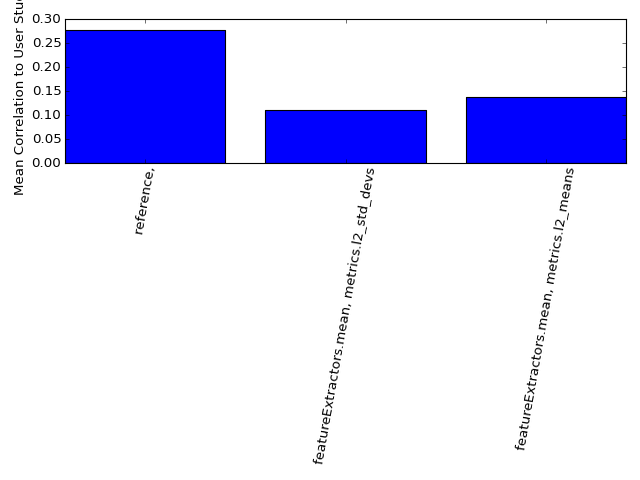 Mean Correlation to User
0.30
0.25
0.20
0.15
0.10
0.05
0.00
reference,
featureExtractors.mean, metrics.l2_std_devs
featureExtractors.mean, metrics.l2_means